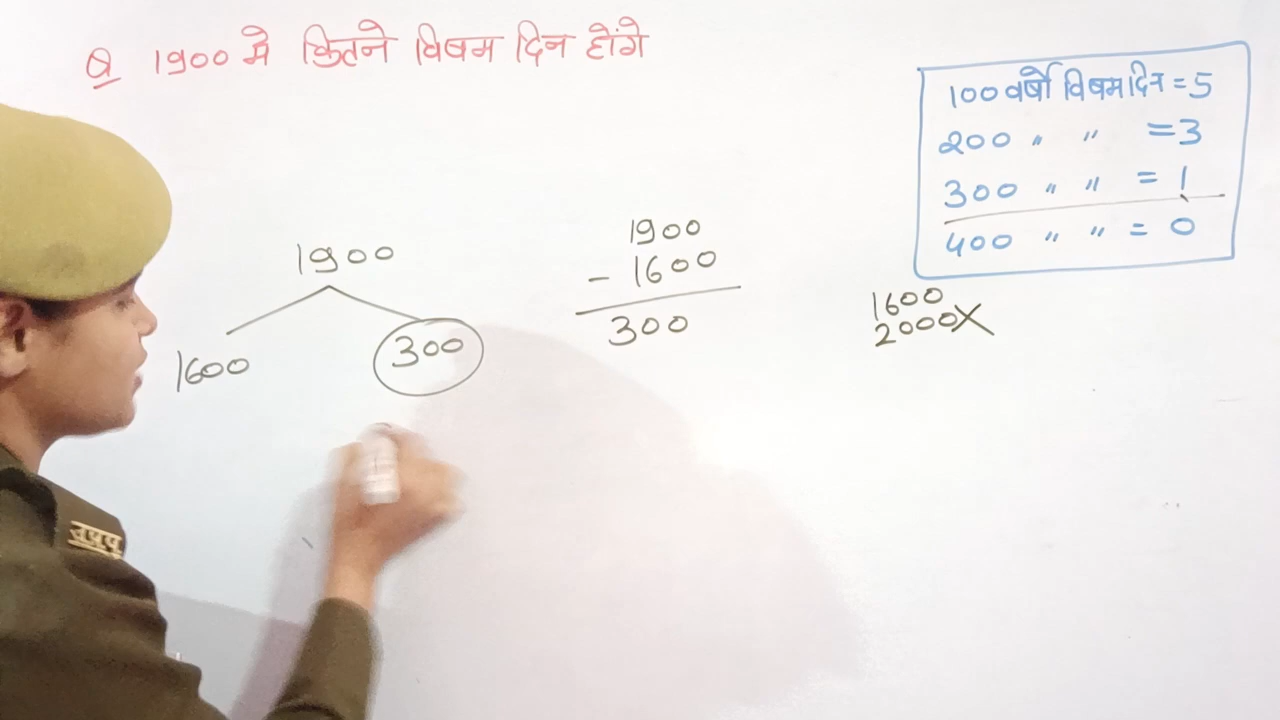 Q 1900 मे कितने विषम दिन होंगे
100 वर्षो विषम दिन = 5
200 〃 〃 = 3
300 〃 〃 = 1
400 〃 〃 = 0
1900
1600 300
1900
- 1600
300
1600
2000X
उ.प्र.पु.